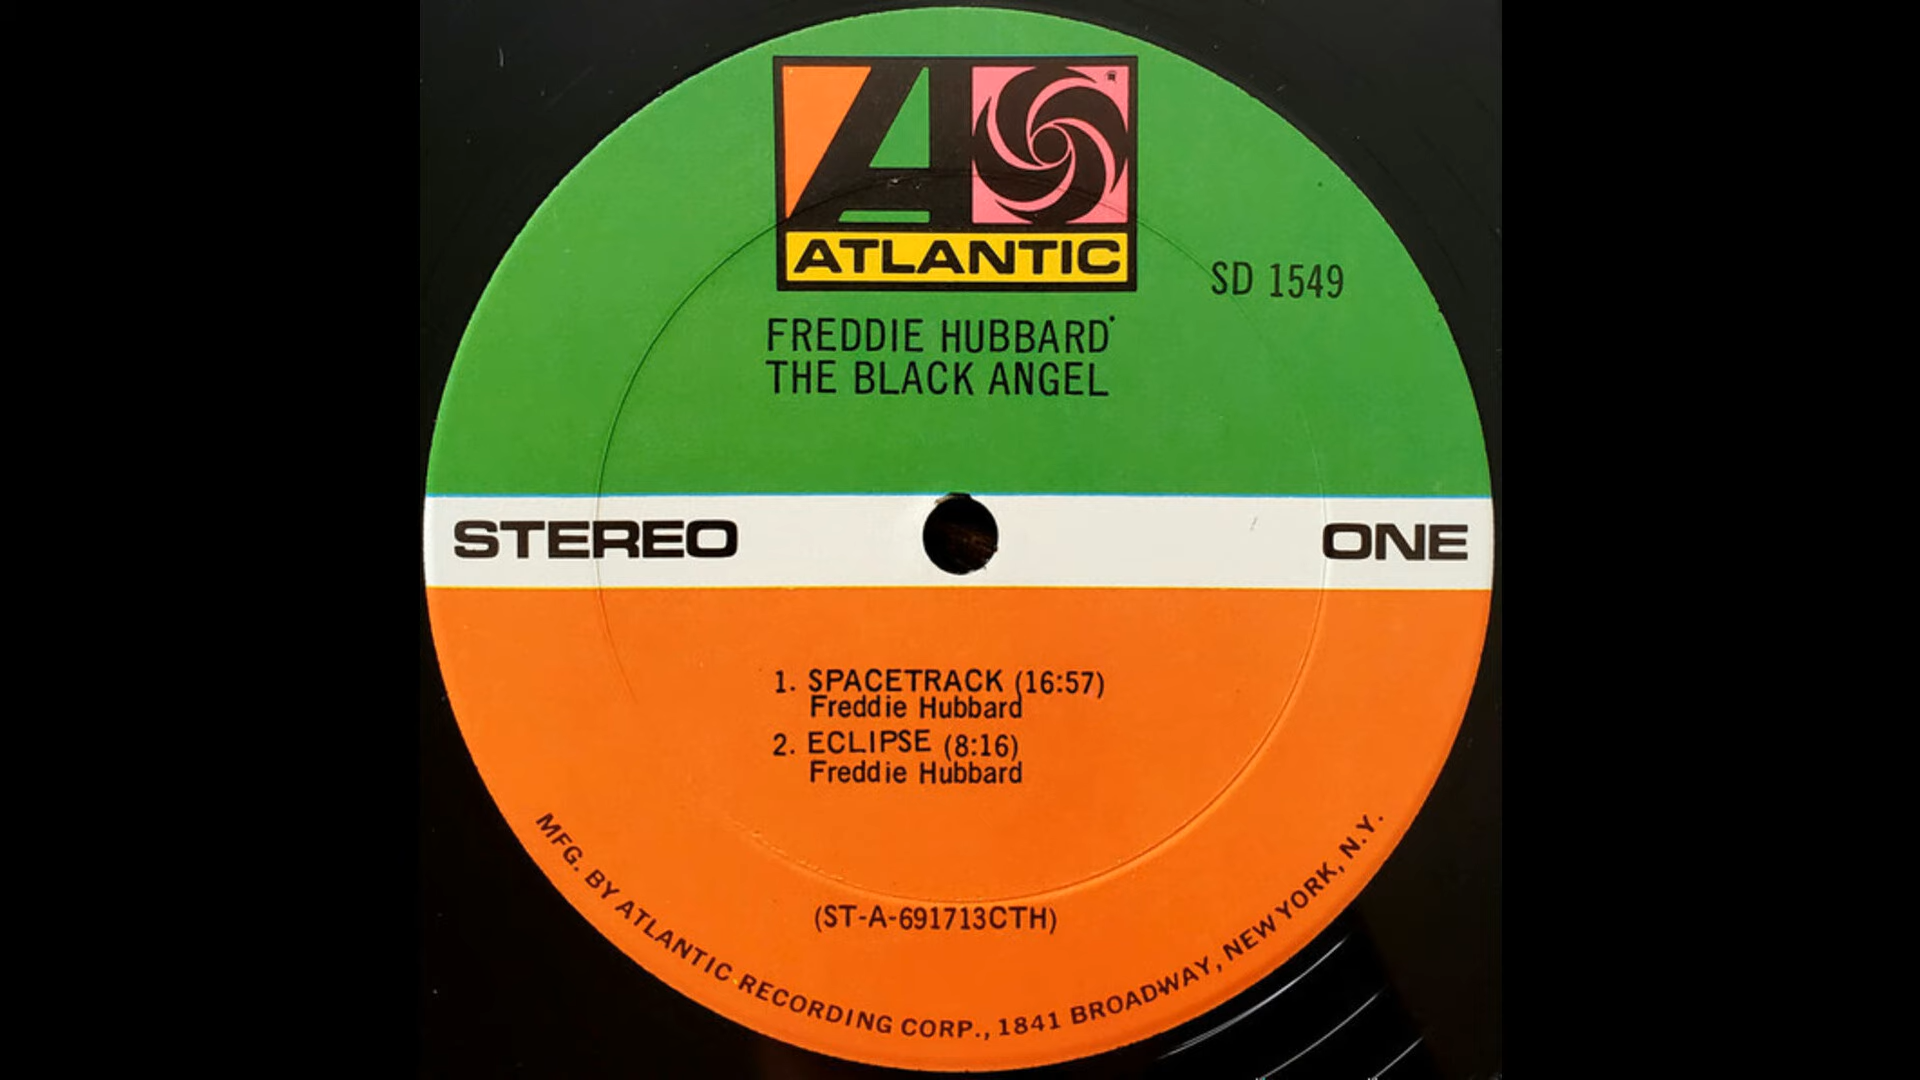 ATLANTIC
SD 1549
FREDDIE HUBBARD
THE BLACK ANGEL
STEREO
ONE
1. SPACETRACK (16:57)
Freddie Hubbard
2. ECLIPSE (8:16)
Freddie Hubbard
(ST-A-691713CTH)
MFG. BY ATLANTIC RECORDING CORP., 1841 BROADWAY, NEW YORK, N.Y.